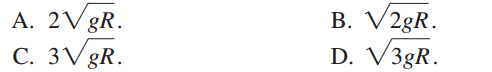 A. 2√gR. B. √2gR.
C. 3√gR. D. √3gR.